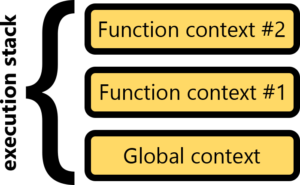 execution stack
Function context #2
Function context #1
Global context